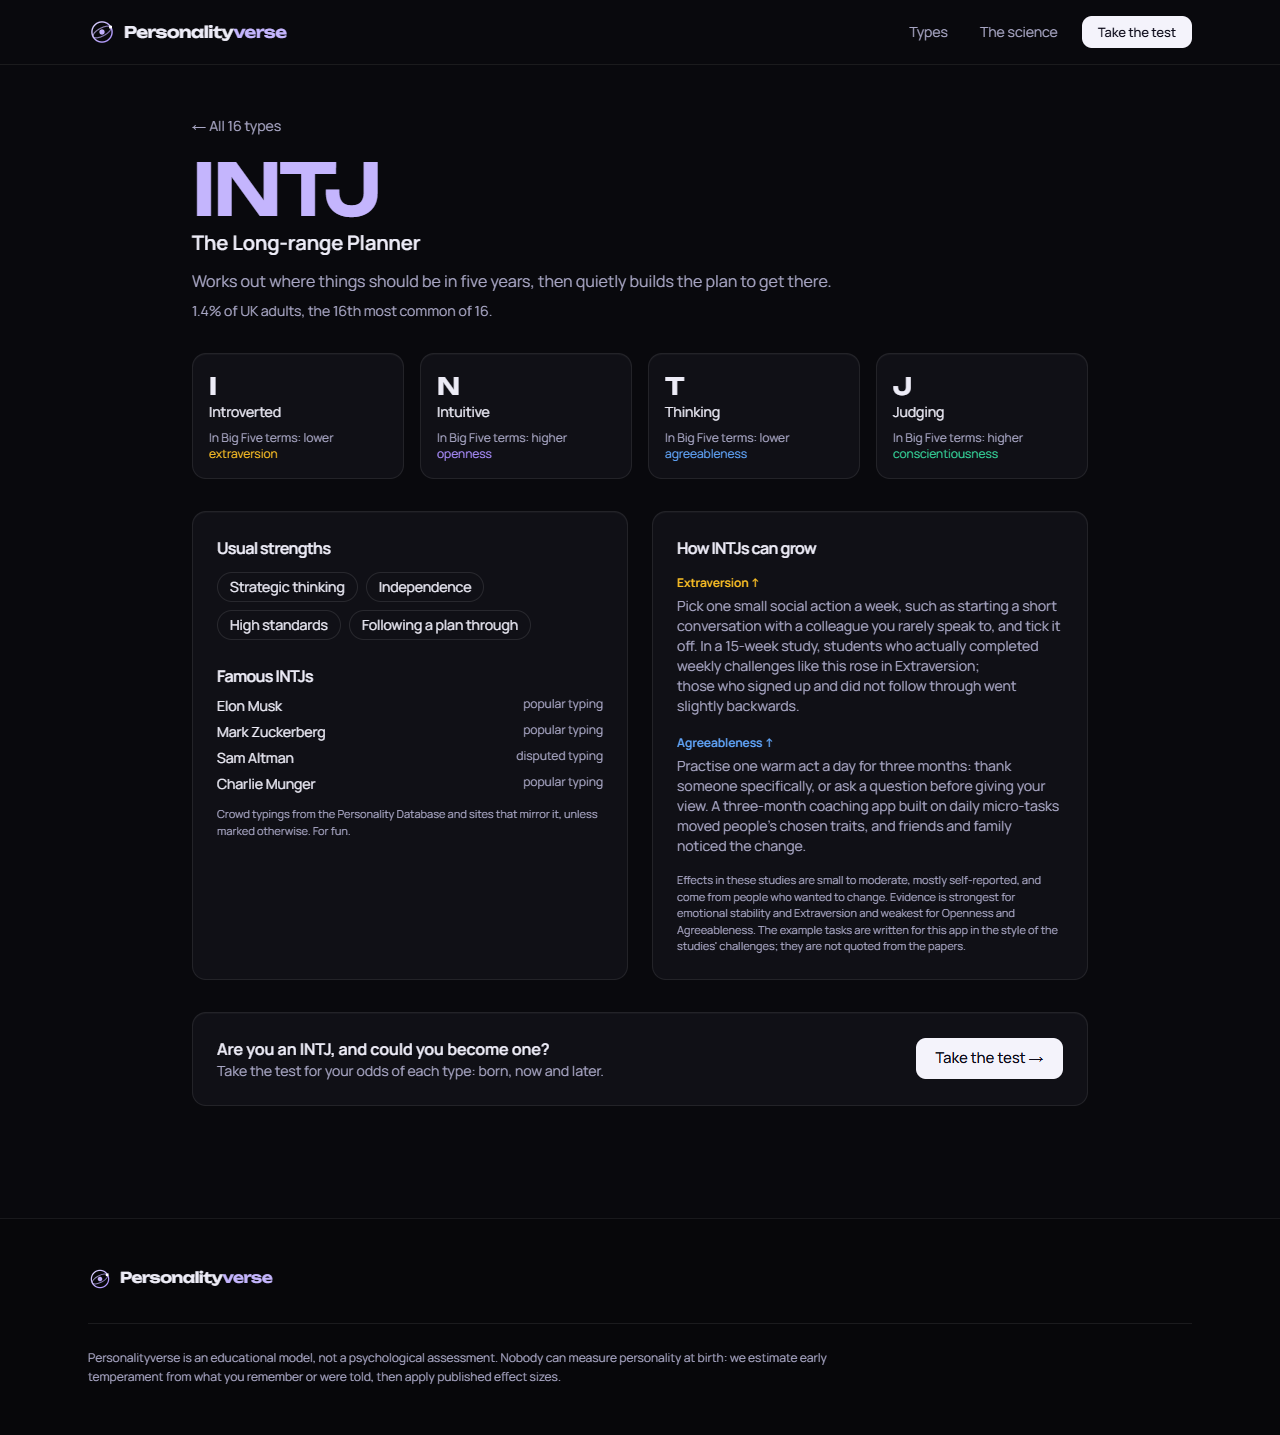 Personalityverse
Types
The science
Take the test
← All 16 types
INTJ
The Long-range Planner
Works out where things should be in five years, then quietly builds the plan to get there.
1.4% of UK adults, the 16th most common of 16.
I
Introverted
In Big Five terms: lower
extraversion
N
Intuitive
In Big Five terms: higher
openness
T
Thinking
In Big Five terms: lower
agreeableness
J
Judging
In Big Five terms: higher
conscientiousness
Usual strengths
Strategic thinking
Independence
High standards
Following a plan through
Famous INTJs
Elon Musk popular typing
Mark Zuckerberg popular typing
Sam Altman disputed typing
Charlie Munger popular typing
Crowd typings from the Personality Database and sites that mirror it, unless
marked otherwise. For fun.
How INTJs can grow
Extraversion ↑
Pick one small social action a week, such as starting a short
conversation with a colleague you rarely speak to, and tick it
off. In a 15-week study, students who actually completed
weekly challenges like this rose in Extraversion;
those who signed up and did not follow through went
slightly backwards.
Agreeableness ↑
Practise one warm act a day for three months: thank
someone specifically, or ask a question before giving your
view. A three-month coaching app built on daily micro-tasks
moved people's chosen traits, and friends and family
noticed the change.
Effects in these studies are small to moderate, mostly self-reported, and
come from people who wanted to change. Evidence is strongest for
emotional stability and Extraversion and weakest for Openness and
Agreeableness. The example tasks are written for this app in the style of the
studies' challenges; they are not quoted from the papers.
Are you an INTJ, and could you become one?
Take the test for your odds of each type: born, now and later.
Take the test →
Personalityverse
Personalityverse is an educational model, not a psychological assessment. Nobody can measure personality at birth: we estimate early
temperament from what you remember or were told, then apply published effect sizes.